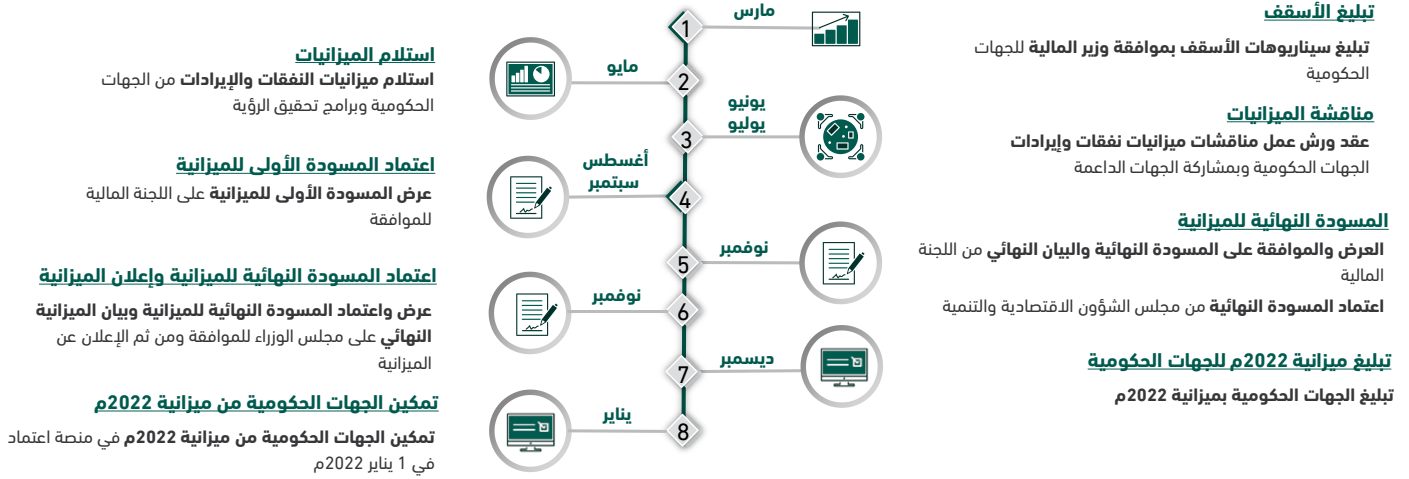 تبليغ الأسقف
تبليغ سيناريوهات الأسقف بموافقة وزير المالية للجهات
الحكومية
مارس
1
استلام الميزانيات
استلام ميزانيات النفقات والإيرادات من الجهات
الحكومية وبرامج تحقيق الرؤية
مايو
2
مناقشة الميزانيات
عقد ورش عمل مناقشات ميزانيات نفقات وإيرادات
الجهات الحكومية وبمشاركة الجهات الداعمة
يونيو
يوليو
3
اعتماد المسودة الأولى للميزانية
عرض المسودة الأولى للميزانية على اللجنة المالية
للموافقة
أغسطس
سبتمبر
4
المسودة النهائية للميزانية
العرض والموافقة على المسودة النهائية والبيان النهائي من اللجنة
المالية
اعتماد المسودة النهائية من مجلس الشؤون الاقتصادية والتنمية
نوفمبر
5
اعتماد المسودة النهائية للميزانية وإعلان الميزانية
عرض واعتماد المسودة النهائية للميزانية وبيان الميزانية
النهائي على مجلس الوزراء للموافقة ومن ثم الإعلان عن
الميزانية
نوفمبر
6
تبليغ ميزانية 2022م للجهات الحكومية
تبليغ الجهات الحكومية بميزانية 2022م
ديسمبر
7
تمكين الجهات الحكومية من ميزانية 2022م
تمكين الجهات الحكومية من ميزانية 2022م في منصة اعتماد
في 1 يناير 2022م
يناير
8